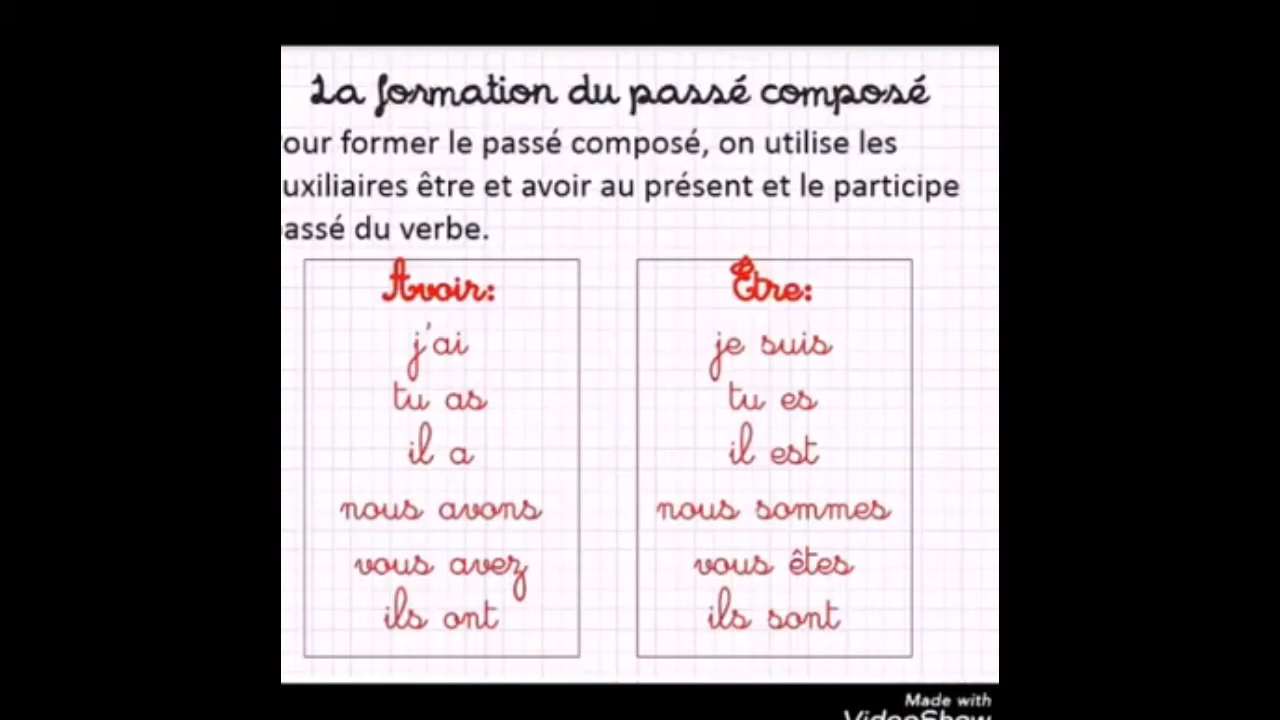 La formation du passé composé
our former le passé composé, on utilise les
uxiliaires être et avoir au présent et le participe
assé du verbe.
Avoir:
j'ai
tu as
il a
nous avons
vous avez
ils ont
Être:
je suis
tu es
il est
nous sommes
vous êtes
ils sont
Made with
VideoShow